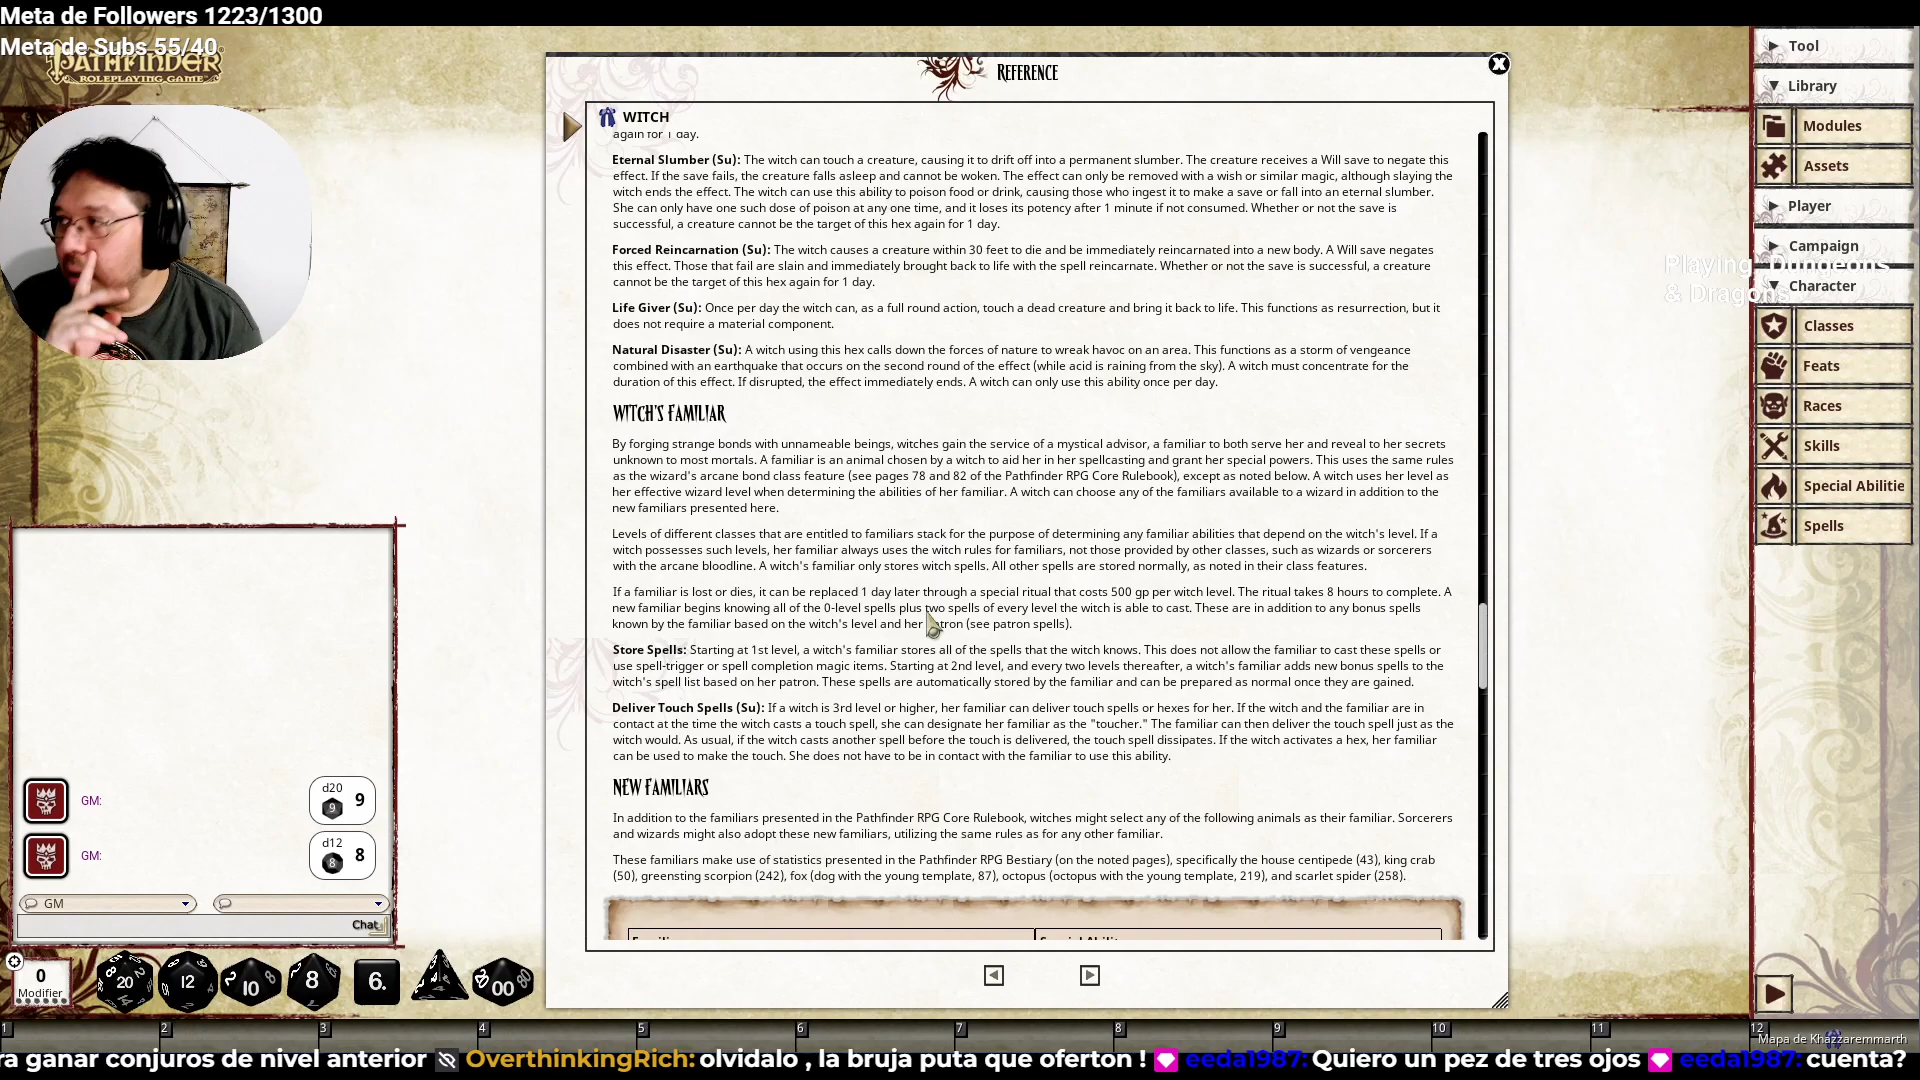 Meta de Followers 1223/1300
Meta de Subs 55/40
PATHFINDER
ROLEPLAYING GAME
REFERENCE
X
WITCH
again for 1 day.
Eternal Slumber (Su): The witch can touch a creature, causing it to drift off into a permanent slumber. The creature receives a Will save to negate this
effect. If the save fails, the creature falls asleep and cannot be woken. The effect can only be removed with a wish or similar magic, although slaying the
witch ends the effect. The witch can use this ability to poison food or drink, causing those who ingest it to make a save or fall into an eternal slumber.
She can only have one such dose of poison at any one time, and it loses its potency after 1 minute if not consumed. Whether or not the save is
successful, a creature cannot be the target of this hex again for 1 day.
Forced Reincarnation (Su): The witch causes a creature within 30 feet to die and be immediately reincarnated into a new body. A Will save negates
this effect. Those that fail are slain and immediately brought back to life with the spell reincarnate. Whether or not the save is successful, a creature
cannot be the target of this hex again for 1 day.
Life Giver (Su): Once per day the witch can, as a full round action, touch a dead creature and bring it back to life. This functions as resurrection, but it
does not require a material component.
Natural Disaster (Su): A witch using this hex calls down the forces of nature to wreak havoc on an area. This functions as a storm of vengeance
combined with an earthquake that occurs on the second round of the effect (while acid is raining from the sky). A witch must concentrate for the
duration of this effect. If disrupted, the effect immediately ends. A witch can only use this ability once per day.
WITCH'S FAMILIAR
By forging strange bonds with unnameable beings, witches gain the service of a mystical advisor, a familiar to both serve her and reveal to her secrets
unknown to most mortals. A familiar is an animal chosen by a witch to aid her in her spellcasting and grant her special powers. This uses the same rules
as the wizard's arcane bond class feature (see pages 78 and 82 of the Pathfinder RPG Core Rulebook), except as noted below. A witch uses her level as
her effective wizard level when determining the abilities of her familiar. A witch can choose any of the familiars available to a wizard in addition to the
new familiars presented here.
Levels of different classes that are entitled to familiars stack for the purpose of determining any familiar abilities that depend on the witch's level. If a
witch possesses such levels, her familiar always uses the witch rules for familiars, not those provided by other classes, such as wizards or sorcerers
with the arcane bloodline. A witch's familiar only stores witch spells. All other spells are stored normally, as noted in their class features.
If a familiar is lost or dies, it can be replaced 1 day later through a special ritual that costs 500 gp per witch level. The ritual takes 8 hours to complete. A
new familiar begins knowing all of the 0-level spells plus two spells of every level the witch is able to cast. These are in addition to any bonus spells
known by the familiar based on the witch's level and her tron (see patron spells).
Store Spells: Starting at 1st level, a witch's familiar stores all of the spells that the witch knows. This does not allow the familiar to cast these spells or
use spell-trigger or spell completion magic items. Starting at 2nd level, and every two levels thereafter, a witch's familiar adds new bonus spells to the
witch's spell list based on her patron. These spells are automatically stored by the familiar and can be prepared as normal once they are gained.
Deliver Touch Spells (Su): If a witch is 3rd level or higher, her familiar can deliver touch spells or hexes for her. If the witch and the familiar are in
contact at the time the witch casts a touch spell, she can designate her familiar as the "toucher." The familiar can then deliver the touch spell just as the
witch would. As usual, if the witch casts another spell before the touch is delivered, the touch spell dissipates. If the witch activates a hex, her familiar
can be used to make the touch. She does not have to be in contact with the familiar to use this ability.
NEW FAMILIARS
In addition to the familiars presented in the Pathfinder RPG Core Rulebook, witches might select any of the following animals as their familiar. Sorcerers
and wizards might also adopt these new familiars, utilizing the same rules as for any other familiar.
These familiars make use of statistics presented in the Pathfinder RPG Bestiary (on the noted pages), specifically the house centipede (43), king crab
(50), greensting scorpion (242), fox (dog with the young template, 87), octopus (octopus with the young template, 219), and scarlet spider (258).
Tool
Library
Modules
Assets
Player
Campaign
Playing: Dungeons
& Dragons
Character
Classes
Feats
Races
Skills
Special Abilitie
Spells
GM:
d20
9
9
GM:
d12
8
8
GM
Chat
0
Modifier
20
12
10
8
6.
00
1 2 3 4 5 6 7 8 9 10 11 12
Mapa de Khazzaremmarth
ra ganar conjuros de nivel anterior OverthinkingRich: olvidalo , la bruja puta que oferton ! eeda1987: Quiero un pez de tres ojos eeda1987: cuenta?